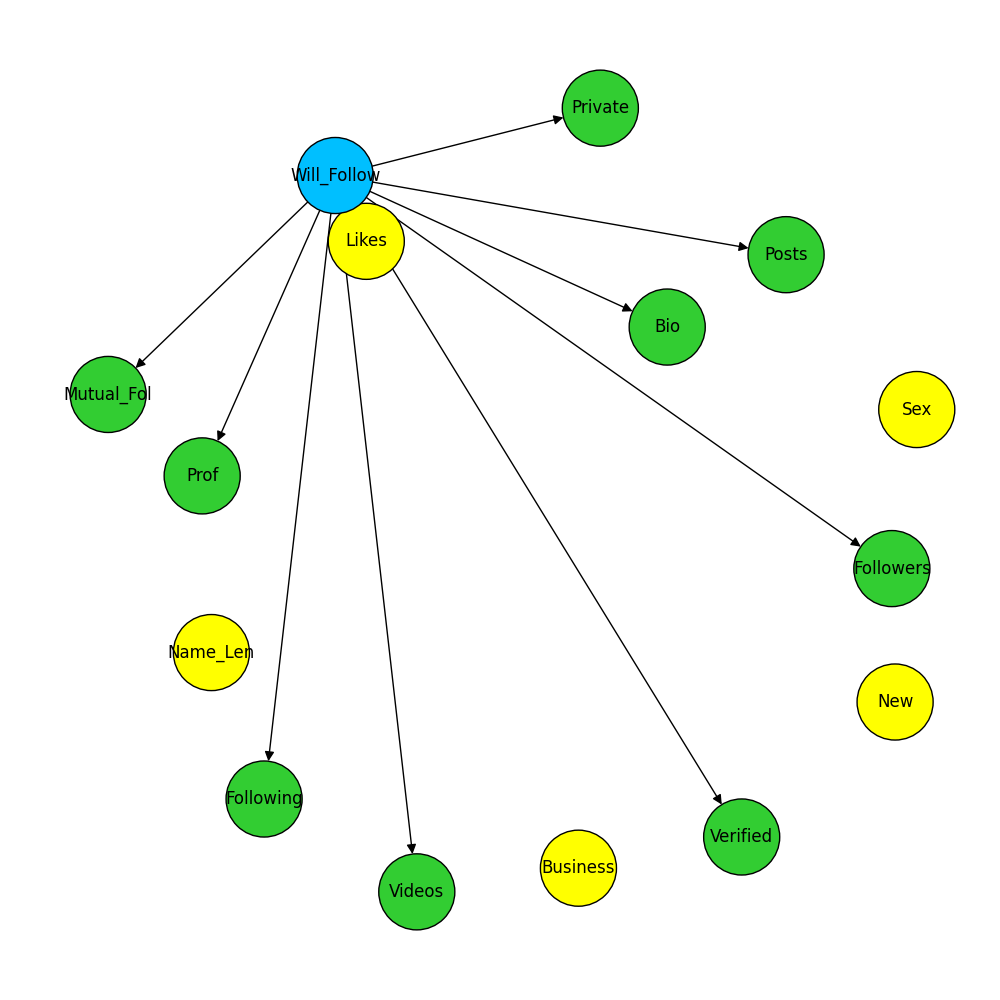 Private
Will_Follow
Likes
Posts
Bio
Mutual_Fol
Sex
Prof
Followers
Name_Len
New
Following
Verified
Business
Videos